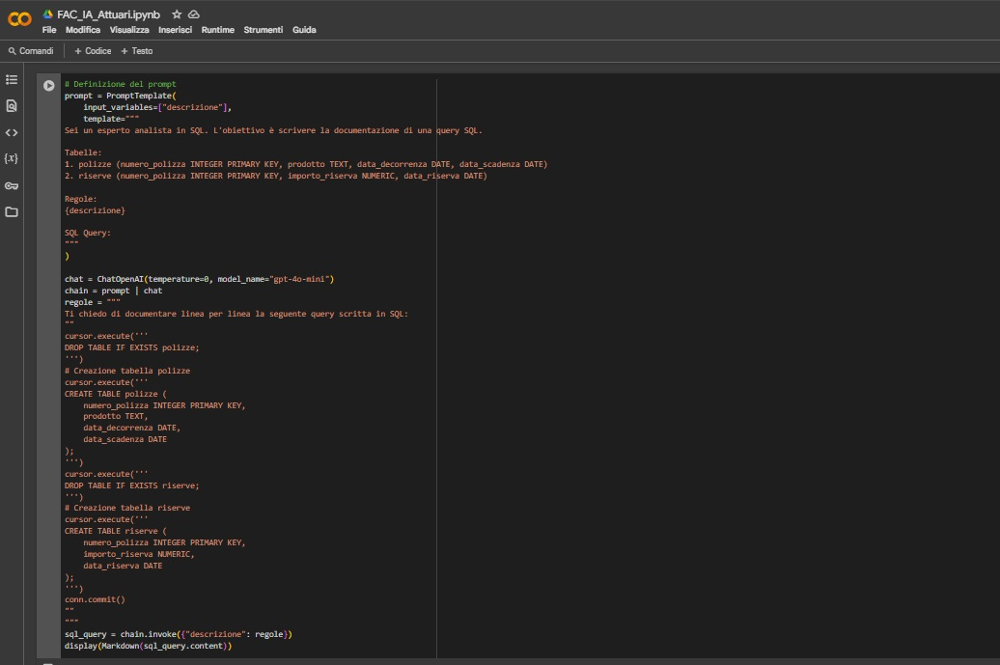 FAC_IA_Attuari.ipynb
File Modifica Visualizza Inserisci Runtime Strumenti Guida
Comandi + Codice + Testo
# Definizione del prompt
prompt = PromptTemplate(
    input_variables=["descrizione"],
    template="""
Sei un esperto analista in SQL. L'obiettivo è scrivere la documentazione di una query SQL.

Tabelle:
1. polizze (numero_polizza INTEGER PRIMARY KEY, prodotto TEXT, data_decorrenza DATE, data_scadenza DATE)
2. riserve (numero_polizza INTEGER PRIMARY KEY, importo_riserva NUMERIC, data_riserva DATE)

Regole:
{descrizione}

SQL Query:
"""
)

chat = ChatOpenAI(temperature=0, model_name="gpt-4o-mini")
chain = prompt | chat
regole = """
Ti chiedo di documentare linea per linea la seguente query scritta in SQL:
""
cursor.execute('''
DROP TABLE IF EXISTS polizze;
''')
# Creazione tabella polizze
cursor.execute('''
CREATE TABLE polizze (
    numero_polizza INTEGER PRIMARY KEY,
    prodotto TEXT,
    data_decorrenza DATE,
    data_scadenza DATE
);
''')
cursor.execute('''
DROP TABLE IF EXISTS riserve;
''')
# Creazione tabella riserve
cursor.execute('''
CREATE TABLE riserve (
    numero_polizza INTEGER PRIMARY KEY,
    importo_riserva NUMERIC,
    data_riserva DATE
);
''')
conn.commit()
""
"""
sql_query = chain.invoke({"descrizione": regole})
display(Markdown(sql_query.content))